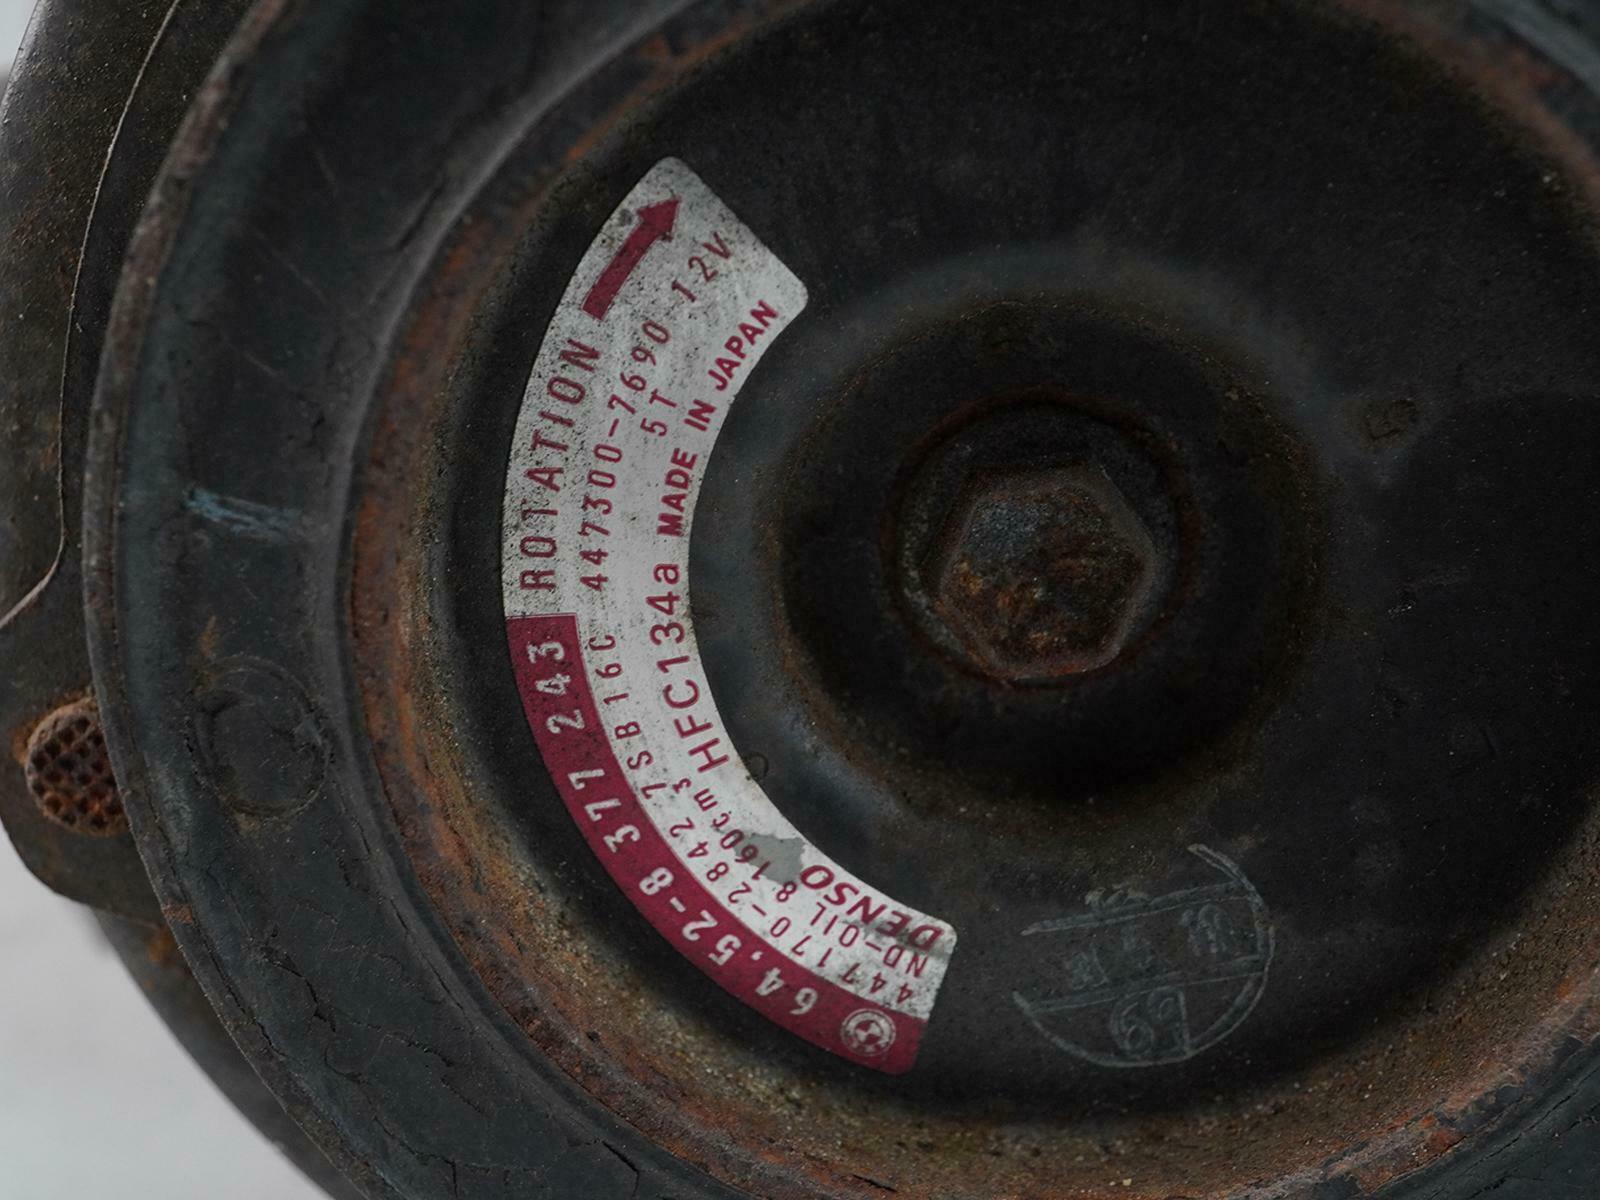 ROTATION
64,52-8 377 243
447170-2842 7SB16C 447300-7690 12V
ND-OIL 8 160cm3 5T
DENSO HFC134a MADE IN JAPAN